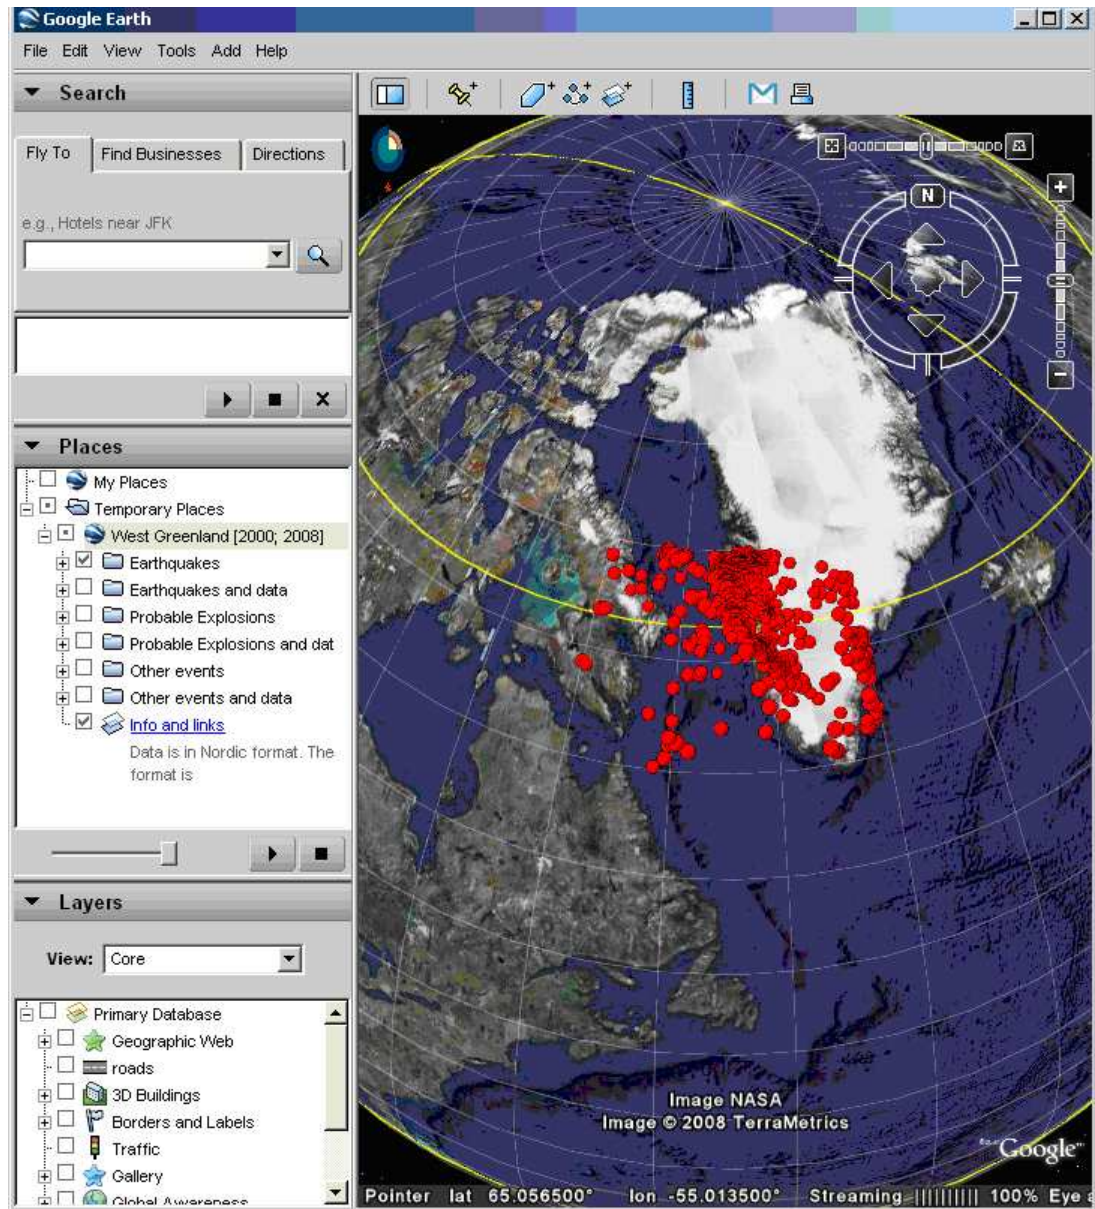 Google Earth
File Edit View Tools Add Help
Search
Fly To Find Businesses Directions
e.g., Hotels near JFK
Places
My Places
Temporary Places
West Greenland [2000; 2008]
Earthquakes
Earthquakes and data
Probable Explosions
Probable Explosions and dat
Other events
Other events and data
Info and links
Data is in Nordic format. The
format is
Layers
View: Core
Primary Database
Geographic Web
roads
3D Buildings
Borders and Labels
Traffic
Gallery
Global Awareness
N
Image NASA
Image © 2008 TerraMetrics
Google
Pointer lat 65.056500° lon -55.013500° Streaming |||||||||| 100% Eye a